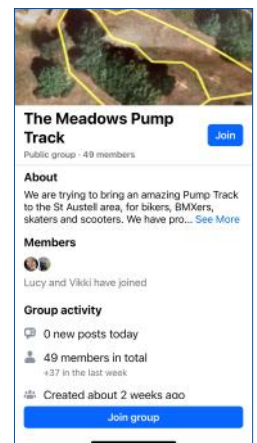 The Meadows Pump
Track
Join
Public group · 49 members
About
We are trying to bring an amazing Pump Track
to the St Austell area, for bikers, BMXers,
skaters and scooters. We have pro... See More
Members
Lucy and Vikki have joined
Group activity
0 new posts today
49 members in total
+37 in the last week
Created about 2 weeks ago
Join group